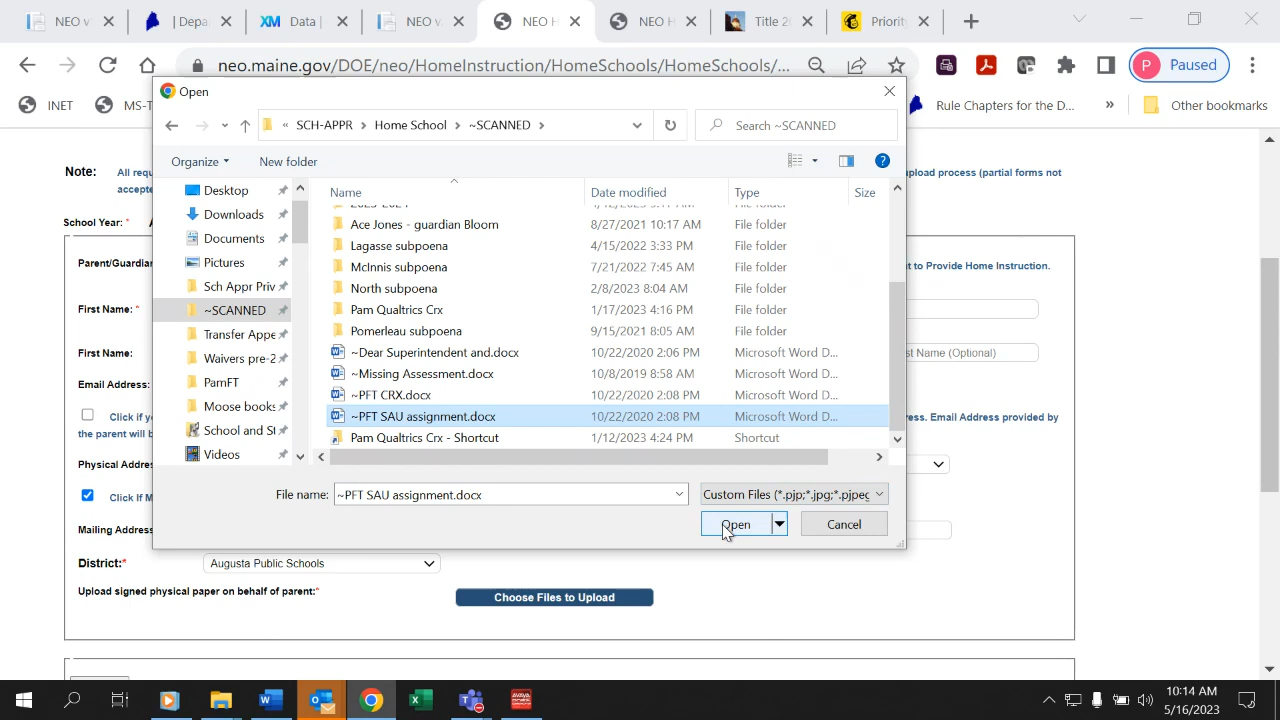 NEO v
| Depa
Data |
NEO v
NEO H
NEO H
Title 20
Priority
neo.maine.gov/DOE/neo/HomeInstruction/HomeSchools/HomeSchools/...
P Paused
INET
MS-T
Rule Chapters for the D...
»
Other bookmarks
Open
« SCH-APPR > Home School > ~SCANNED >
Search ~SCANNED
Organize
New folder
Name
Date modified
Type
Size
Desktop
Downloads
Documents
Pictures
Sch Appr Priv
~SCANNED
Transfer Appe
Waivers pre-2
PamFT
Moose books
School and St
Videos
Ace Jones - guardian Bloom 8/27/2021 10:17 AM File folder
Lagasse subpoena 4/15/2022 3:33 PM File folder
McInnis subpoena 7/21/2022 7:45 AM File folder
North subpoena 2/8/2023 8:04 AM File folder
Pam Qualtrics Crx 1/17/2023 4:16 PM File folder
Pomerleau subpoena 9/15/2021 8:05 AM File folder
~Dear Superintendent and.docx 10/22/2020 2:06 PM Microsoft Word D...
~Missing Assessment.docx 10/8/2019 8:58 AM Microsoft Word D...
~PFT CRX.docx 10/22/2020 2:08 PM Microsoft Word D...
~PFT SAU assignment.docx 10/22/2020 2:08 PM Microsoft Word D...
Pam Qualtrics Crx - Shortcut 1/12/2023 4:24 PM Shortcut
File name: ~PFT SAU assignment.docx
Custom Files (*.pjp;*.jpg;*.pjpeg
Open
Cancel
Note: All requ
pload process (partial forms not
accepte
School Year: * A
Parent/Guardian
t to Provide Home Instruction.
First Name: *
First Name:
st Name (Optional)
Email Address:
Click if yo
ess. Email Address provided by
the parent will b
Physical Addres
Click If M
Mailing Address
District:* Augusta Public Schools
Upload signed physical paper on behalf of parent:*
Choose Files to Upload
10:14 AM
5/16/2023